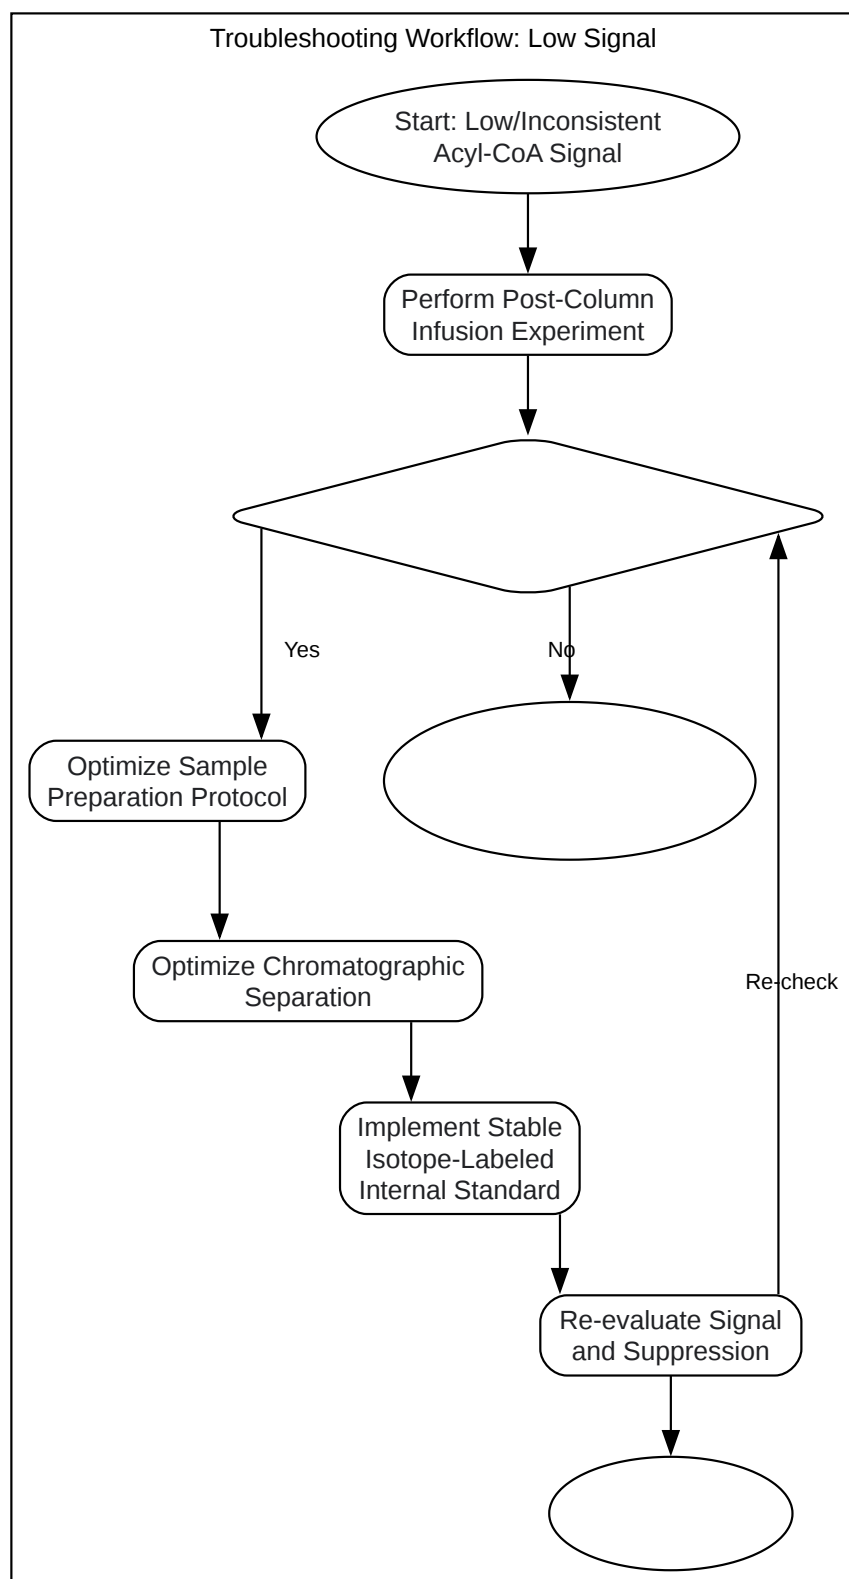 Troubleshooting Workflow: Low Signal
Start: Low/Inconsistent
Acyl-CoA Signal
Perform Post-Column
Infusion Experiment
Yes
No
Optimize Sample
Preparation Protocol
Optimize Chromatographic
Separation
Re-check
Implement Stable
Isotope-Labeled
Internal Standard
Re-evaluate Signal
and Suppression